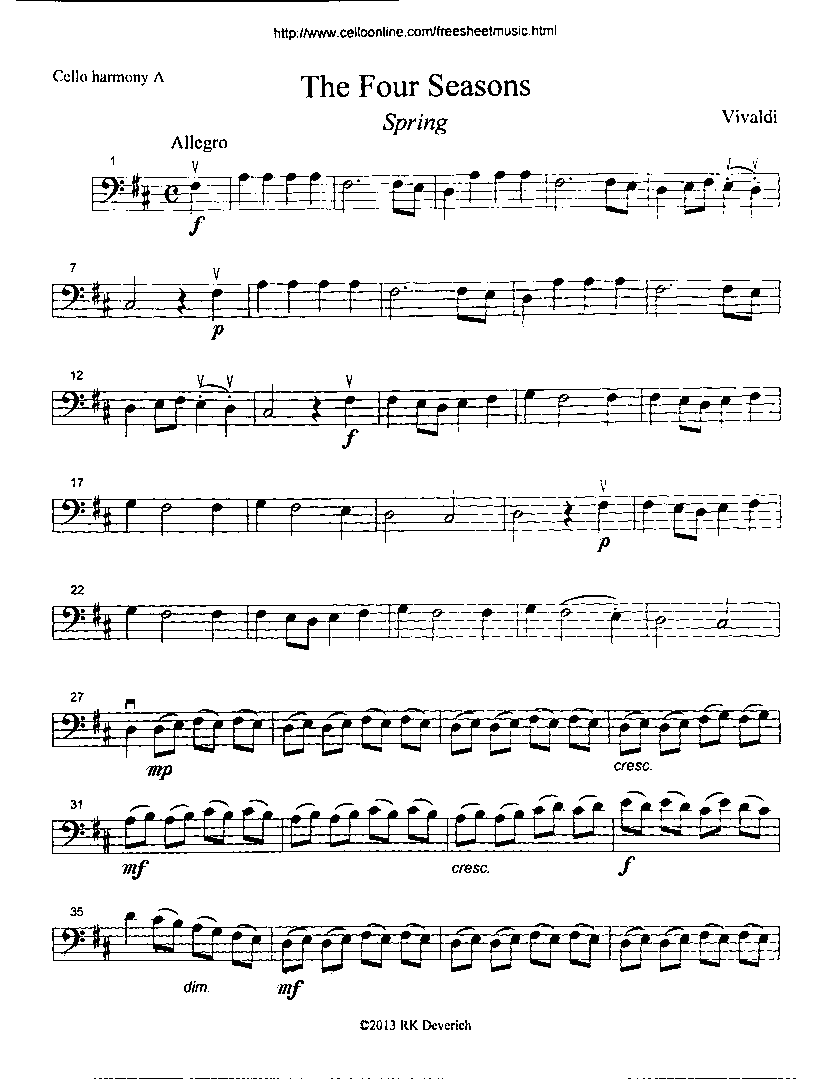 http://www.celloonline.com/freesheetmusic.html
Cello harmony A
The Four Seasons
Spring
Vivaldi
Allegro
1
f
7
p
12
f
17
p
22
27
mp
cresc.
31
mf
cresc.
f
35
dim.
mf
©2013 RK Deverich